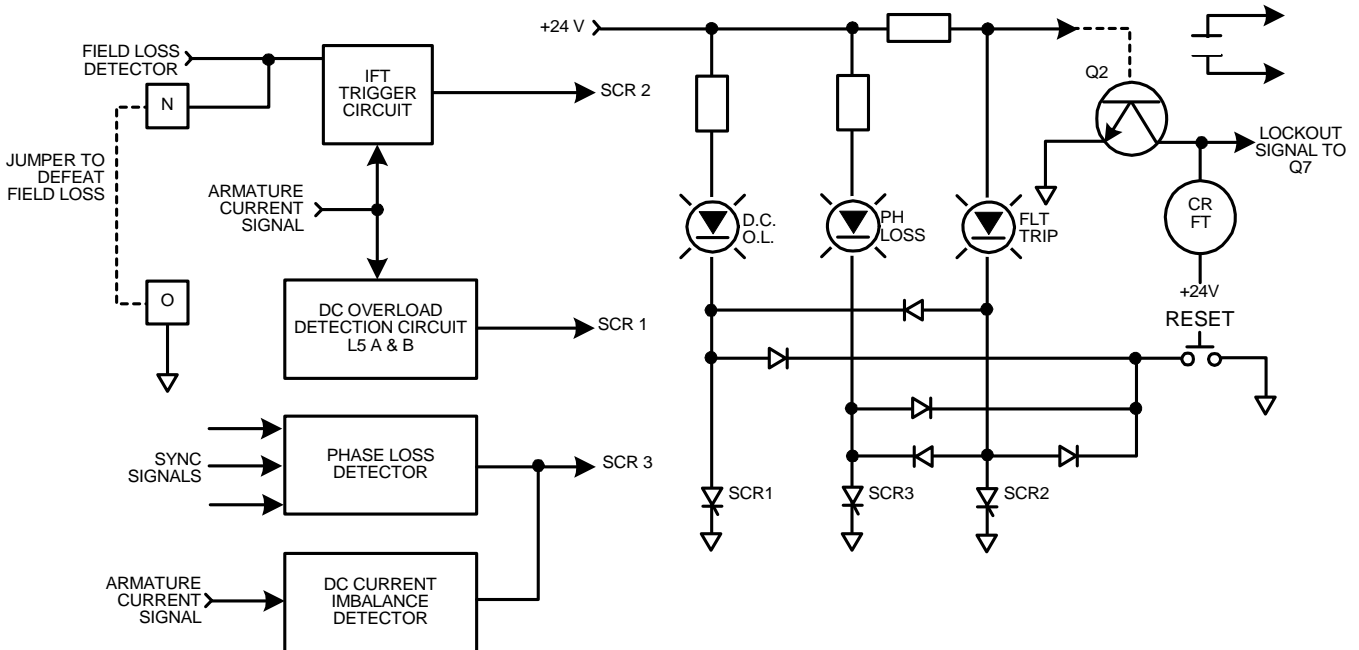 FIELD LOSS
DETECTOR
N
JUMPER TO
DEFEAT
FIELD LOSS
O
IFT
TRIGGER
CIRCUIT
SCR 2
ARMATURE
CURRENT
SIGNAL
DC OVERLOAD
DETECTION CIRCUIT
L5 A & B
SCR 1
SYNC
SIGNALS
PHASE LOSS
DETECTOR
SCR 3
ARMATURE
CURRENT
SIGNAL
DC CURRENT
IMBALANCE
DETECTOR
+24 V
D.C.
O.L.
PH
LOSS
FLT
TRIP
Q2
LOCKOUT
SIGNAL TO
Q7
CR
FT
+24V
RESET
SCR1
SCR3
SCR2